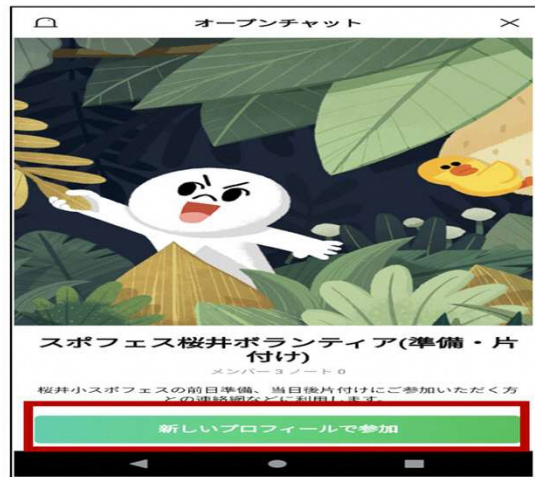 オープンチャット
スポフェス桜井ボランティア(準備・片
付け)
メンバー 3 ノート 0
桜井小スポフェスの前日準備、当日後片付けにご参加いただく方
との連絡網などに利用します。
新しいプロフィールで参加